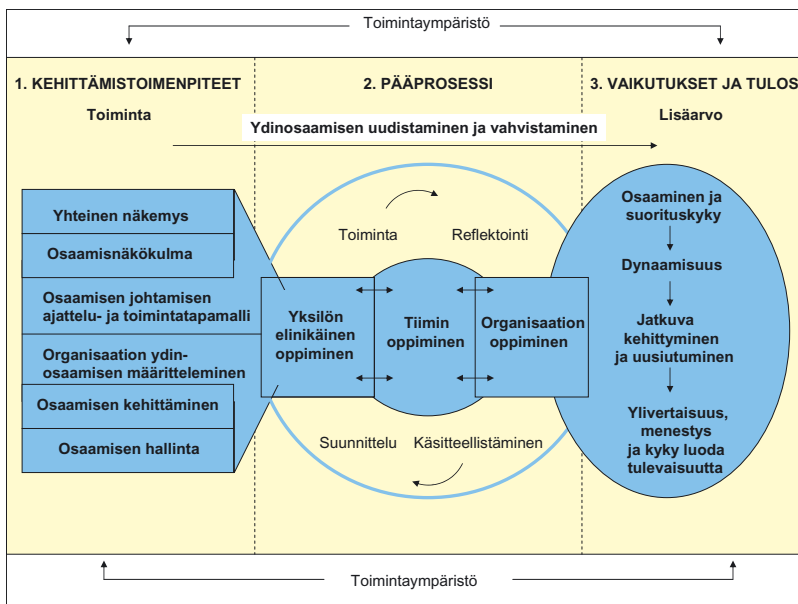 Toimintaympäristö
1. KEHITTÄMISTOIMENPITEET
Toiminta
2. PÄÄPROSESSI
3. VAIKUTUKSET JA TULOS
Lisäarvo
Ydinosaamisen uudistaminen ja vahvistaminen
Yhteinen näkemys
Osaamisnäkökulma
Osaamisen johtamisen
ajattelu- ja toimintatapamalli
Organisaation ydin-
osaamisen määritteleminen
Osaamisen kehittäminen
Osaamisen hallinta
Toiminta
Reflektointi
Yksilön
elinikäinen
oppiminen
Tiimin
oppiminen
Organisaation
oppiminen
Suunnittelu
Käsitteellistäminen
Osaaminen ja
suorituskyky
Dynaamisuus
Jatkuva
kehittyminen
ja uusiutuminen
Ylivertaisuus,
menestys
ja kyky luoda
tulevaisuutta
Toimintaympäristö